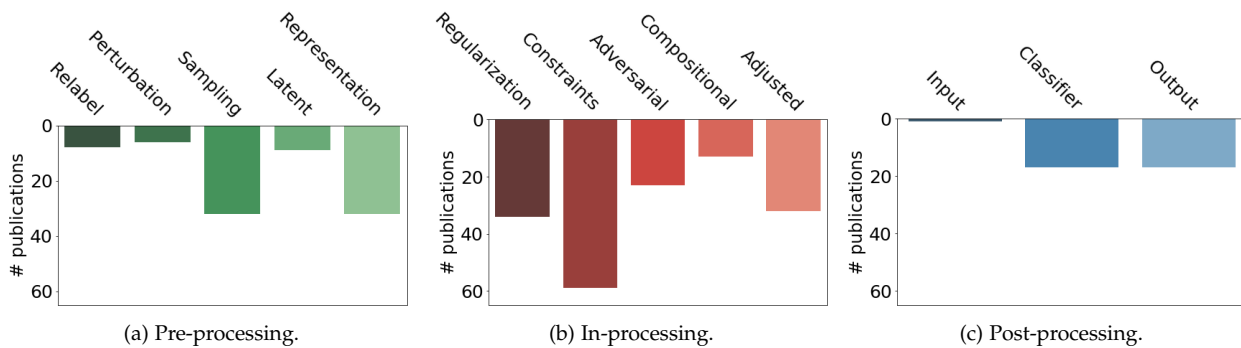 Relabel
Perturbation
Sampling
Latent
Representation
# publications
0
20
40
60
(a) Pre-processing.
Regularization
Constraints
Adversarial
Compositional
Adjusted
# publications
0
20
40
60
(b) In-processing.
Input
Classifier
Output
# publications
0
20
40
60
(c) Post-processing.